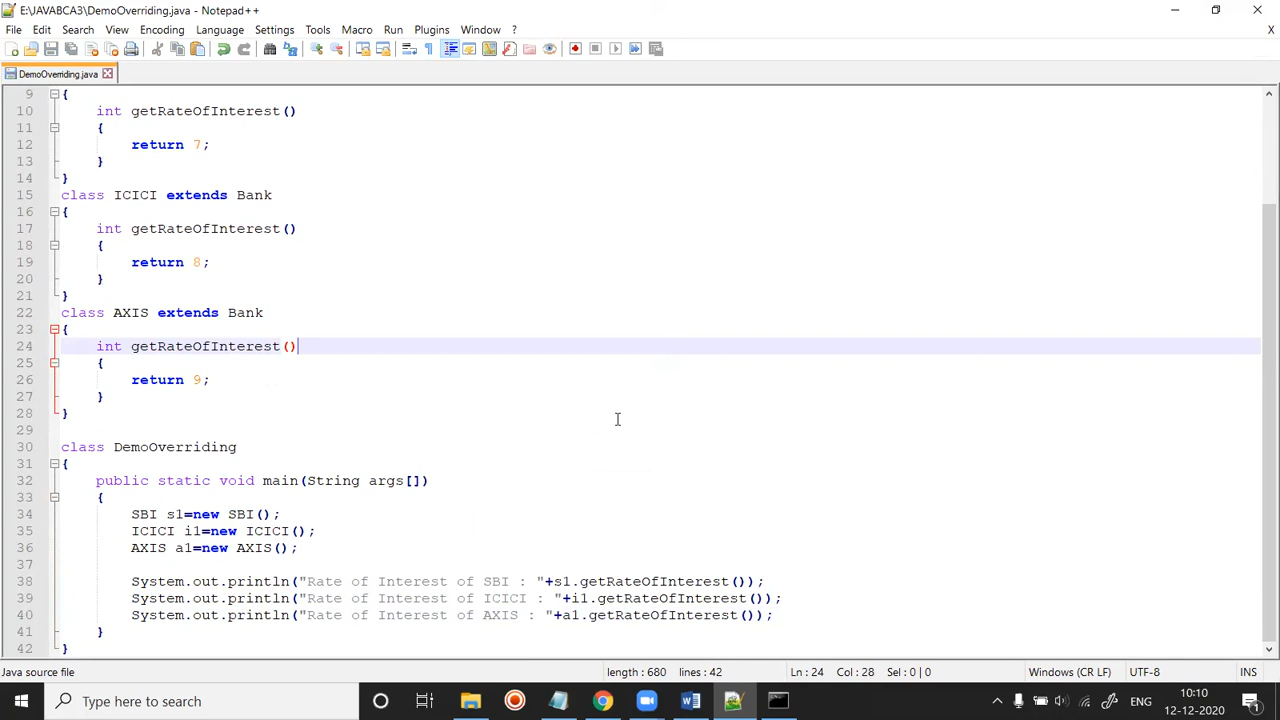 E:\JAVABCA3\DemoOverriding.java - Notepad++
File Edit Search View Encoding Language Settings Tools Macro Run Plugins Window ? X
DemoOverriding.java
9 {
10 int getRateOfInterest()
11 {
12 return 7;
13 }
14 }
15 class ICICI extends Bank
16 {
17 int getRateOfInterest()
18 {
19 return 8;
20 }
21 }
22 class AXIS extends Bank
23 {
24 int getRateOfInterest()
25 {
26 return 9;
27 }
28 }
29
30 class DemoOverriding
31 {
32 public static void main(String args[])
33 {
34 SBI s1=new SBI();
35 ICICI i1=new ICICI();
36 AXIS a1=new AXIS();
37
38 System.out.println("Rate of Interest of SBI : "+s1.getRateOfInterest());
39 System.out.println("Rate of Interest of ICICI : "+i1.getRateOfInterest());
40 System.out.println("Rate of Interest of AXIS : "+a1.getRateOfInterest());
41 }
42 }
Java source file length : 680 lines : 42 Ln : 24 Col : 28 Sel : 0 | 0 Windows (CR LF) UTF-8 INS
Type here to search ENG 10:10
12-12-2020